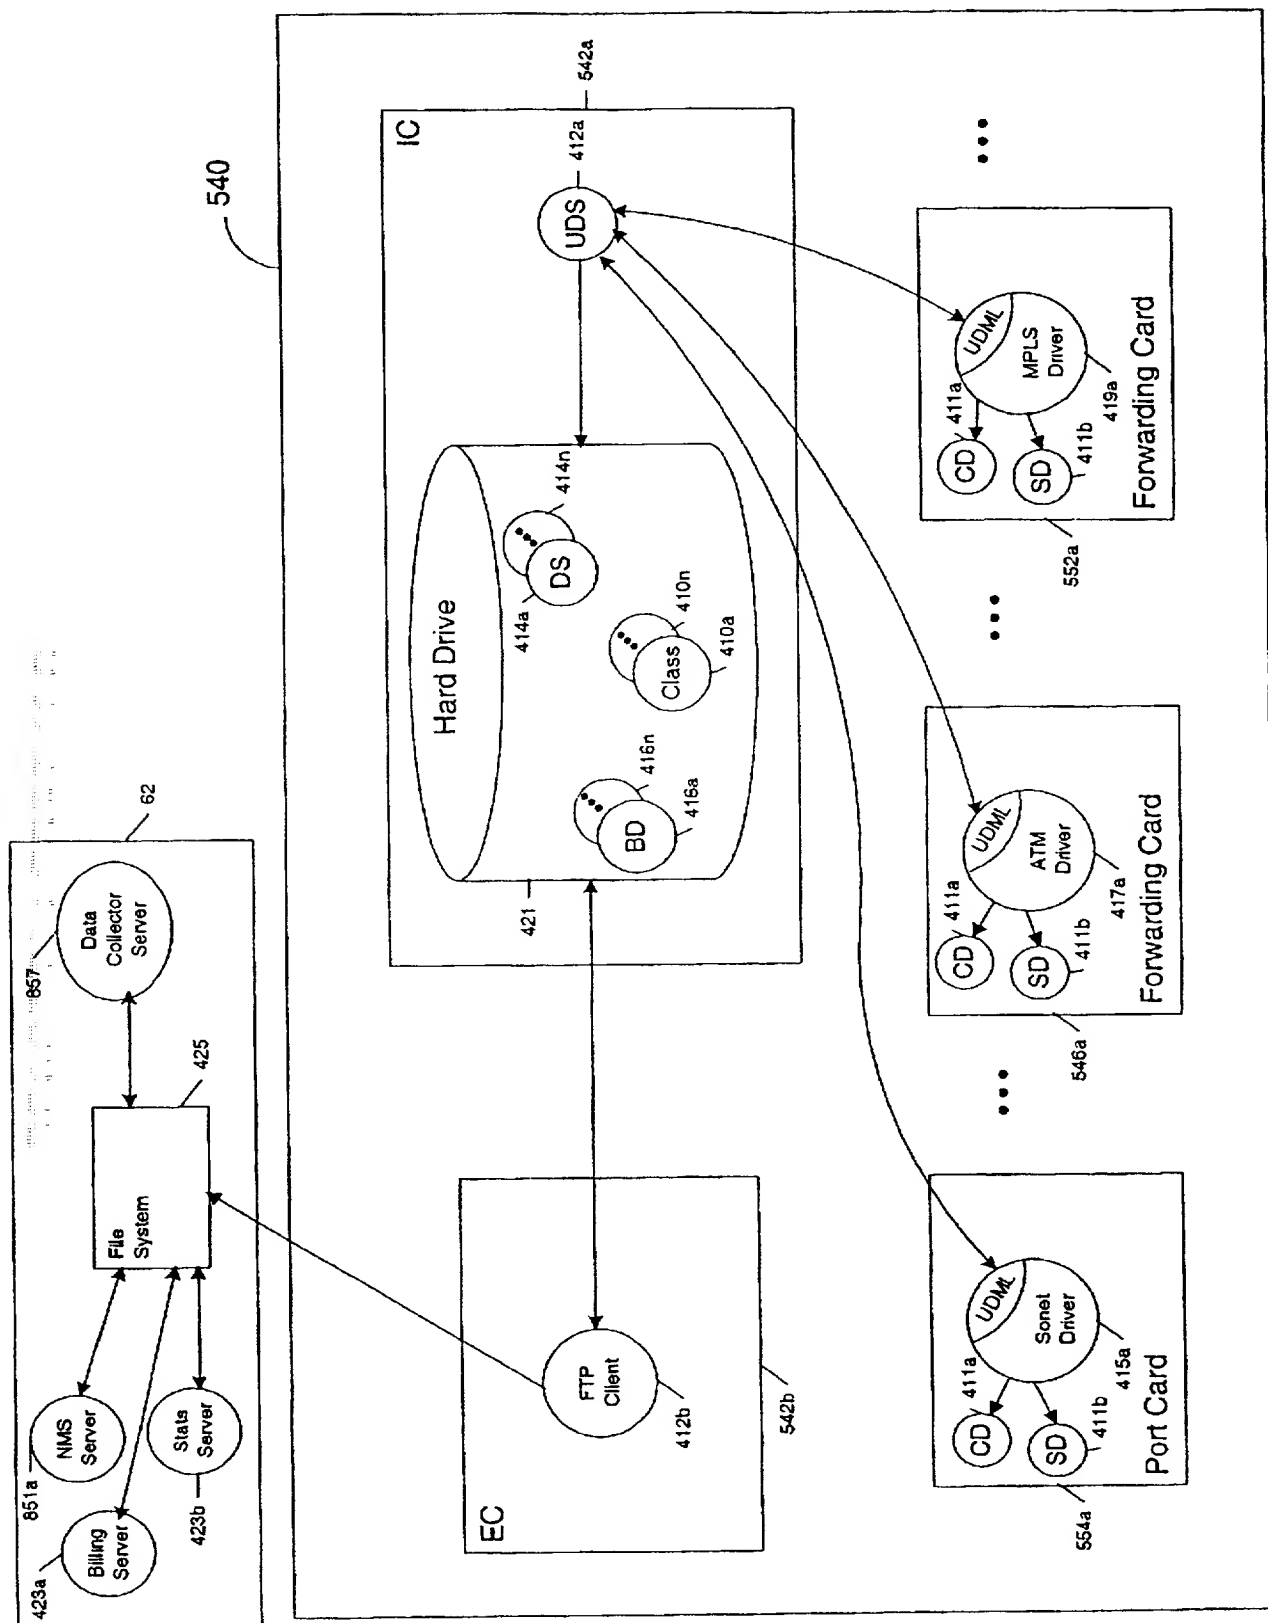 423a
Billing
Server
851a
NMS
Server
Stats
Server
423b
File
System
425
857
Data
Collector
Server
62
540
EC
FTP
Client
412b
542b
IC
542a
421
Hard Drive
BD
416a
416n
Class
410a
410n
DS
414a
414n
UDS
412a
554a
Port Card
CD
411a
SD
411b
UDML
Sonet
Driver
415a
546a
Forwarding Card
CD
411a
SD
411b
UDML
ATM
Driver
417a
552a
Forwarding Card
CD
411a
SD
411b
UDML
MPLS
Driver
419a